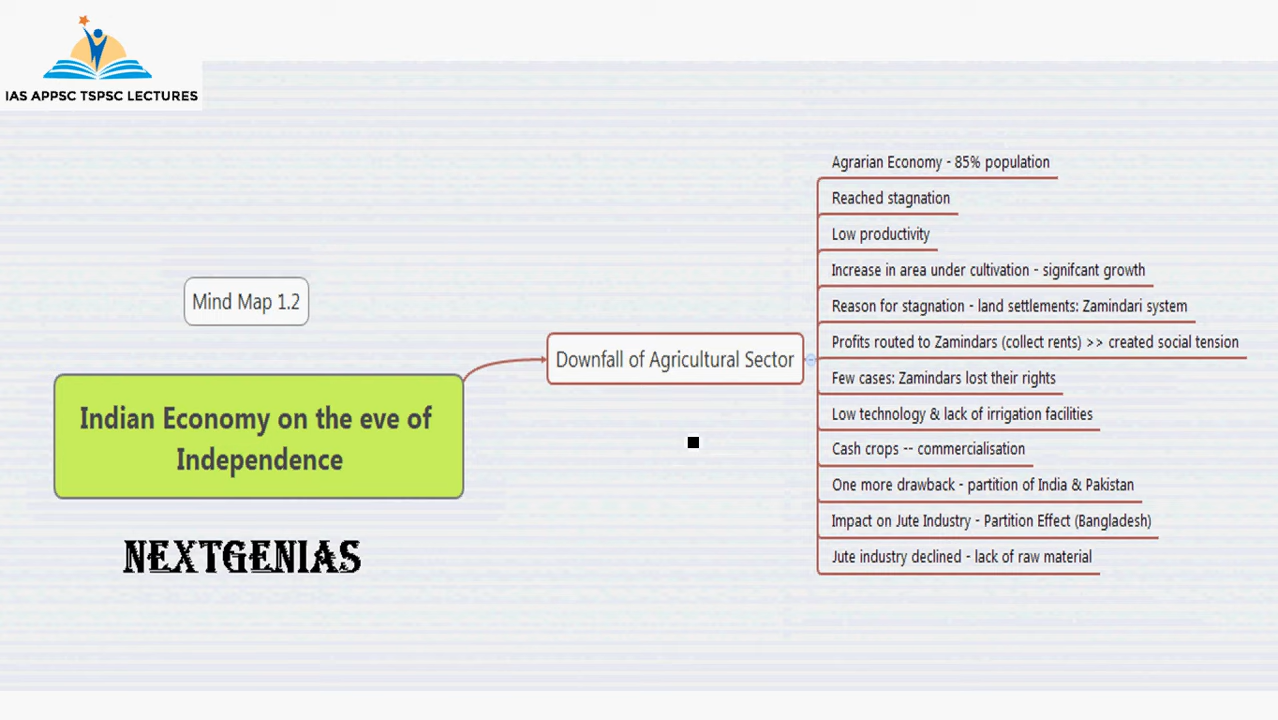 IAS APPSC TSPSC LECTURES
Mind Map 1.2
Indian Economy on the eve of
Independence
NEXTGENIAS
Downfall of Agricultural Sector
Agrarian Economy - 85% population
Reached stagnation
Low productivity
Increase in area under cultivation - signifcant growth
Reason for stagnation - land settlements: Zamindari system
Profits routed to Zamindars (collect rents) >> created social tension
Few cases: Zamindars lost their rights
Low technology & lack of irrigation facilities
Cash crops -- commercialisation
One more drawback - partition of India & Pakistan
Impact on Jute Industry - Partition Effect (Bangladesh)
Jute industry declined - lack of raw material